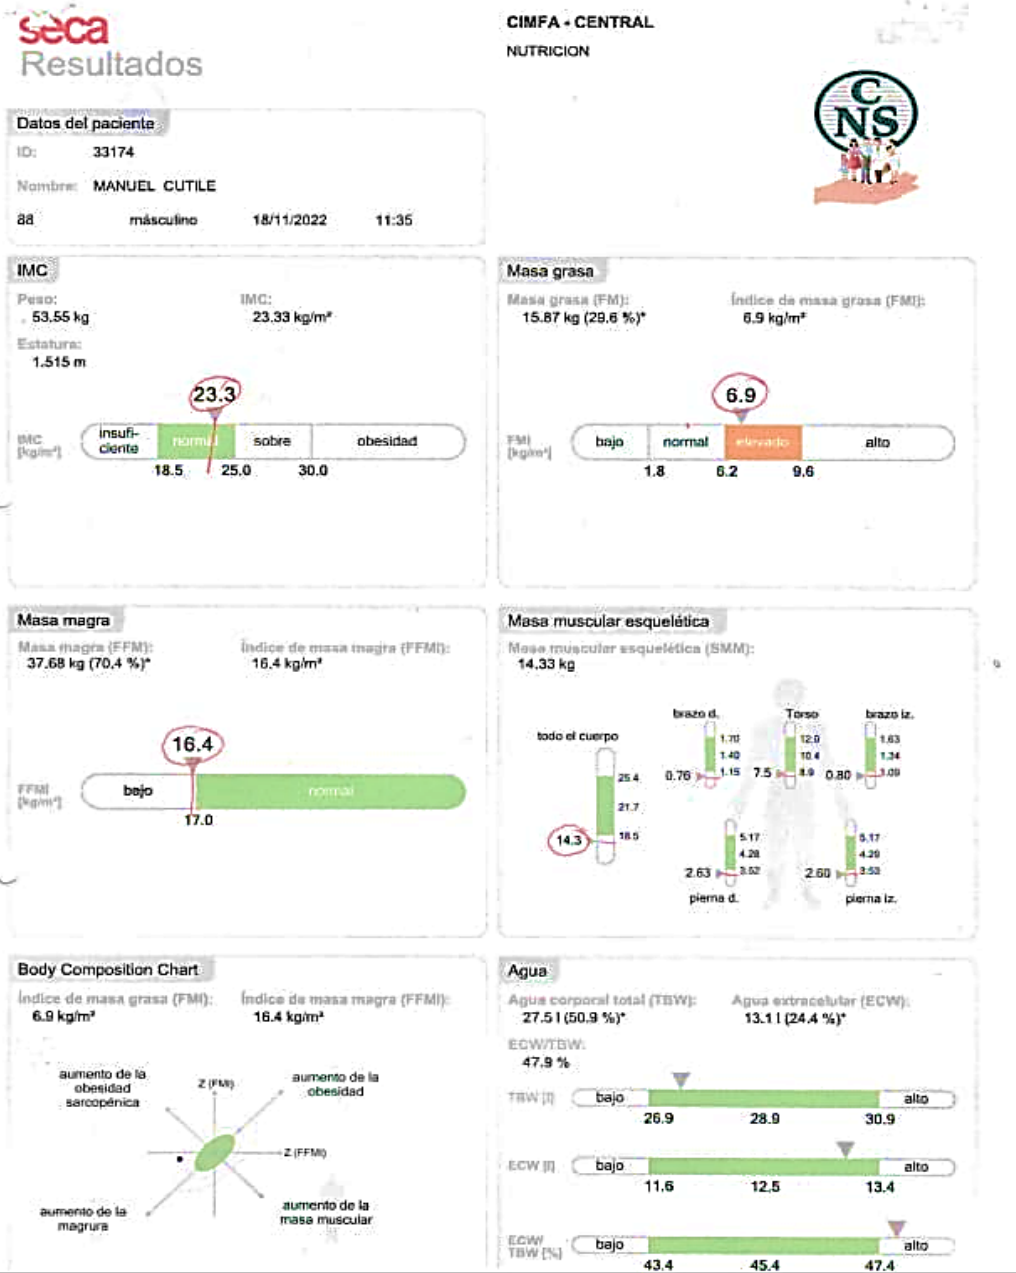 seca
Resultados
CIMFA - CENTRAL
NUTRICION
CNS
Datos del paciente
ID: 33174
Nombre: MANUEL CUTILE
88 másculino 18/11/2022 11:35
IMC
Peso: IMC:
53.55 kg 23.33 kg/m²
Estatura:
1.515 m
23.3
IMC [kg/m²] insufi-ciente normal sobre obesidad
18.5 25.0 30.0
Masa grasa
Masa grasa (FM): Índice de masa grasa (FMI):
15.87 kg (29.6 %)* 6.9 kg/m²
6.9
FMI [kg/m²] bajo normal elevado alto
1.8 6.2 9.6
Masa magra
Masa magra (FFM): Índice de masa magra (FFMI):
37.68 kg (70.4 %)* 16.4 kg/m²
16.4
FFMI [kg/m²] bajo normal
17.0
Masa muscular esquelética
Masa muscular esquelética (SMM):
14.33 kg
todo el cuerpo
25.4
21.7
18.5
14.3
brazo d. Torso brazo iz.
1.70 12.0 1.63
1.40 10.4 1.34
0.76 1.15 7.5 8.9 0.80 1.09
5.17 5.17
4.28 4.29
2.63 3.52 2.60 3.53
pierna d. pierna iz.
Body Composition Chart
Índice de masa grasa (FMI): Índice de masa magra (FFMI):
6.9 kg/m² 16.4 kg/m²
aumento de la obesidad sarcopénica
Z (FMI)
aumento de la obesidad
Z (FFMI)
aumento de la magrura
aumento de la masa muscular
Agua
Agua corporal total (TBW): Agua extracelular (ECW):
27.5 l (50.9 %)* 13.1 l (24.4 %)*
ECW/TBW:
47.9 %
TBW [l] bajo alto
26.9 28.9 30.9
ECW [l] bajo alto
11.6 12.5 13.4
ECW/TBW [%] bajo alto
43.4 45.4 47.4